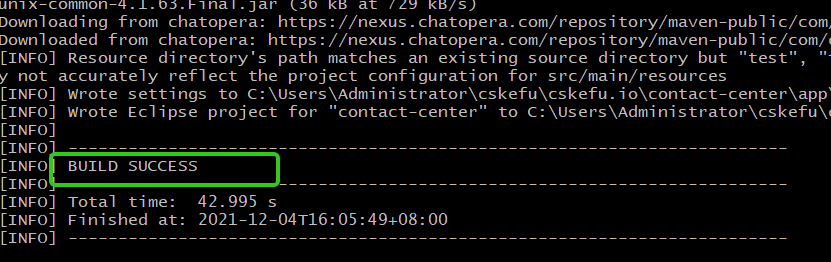 unix-common-4.1.63.Final.jar (36 kB at 729 kB/s)
Downloading from chatopera: https://nexus.chatopera.com/repository/maven-public/com/
Downloaded from chatopera: https://nexus.chatopera.com/repository/maven-public/com/
[INFO] Resource directory's path matches an existing source directory but "test", "
y not accurately reflect the project configuration for src/main/resources
[INFO] Wrote settings to C:\Users\Administrator\cskefu\cskefu.io\contact-center\app\
[INFO] Wrote Eclipse project for "contact-center" to C:\Users\Administrator\cskefu\
[INFO]
[INFO] ------------------------------------------------------------------------
[INFO] BUILD SUCCESS
[INFO] ------------------------------------------------------------------------
[INFO] Total time:  42.995 s
[INFO] Finished at: 2021-12-04T16:05:49+08:00
[INFO] ------------------------------------------------------------------------